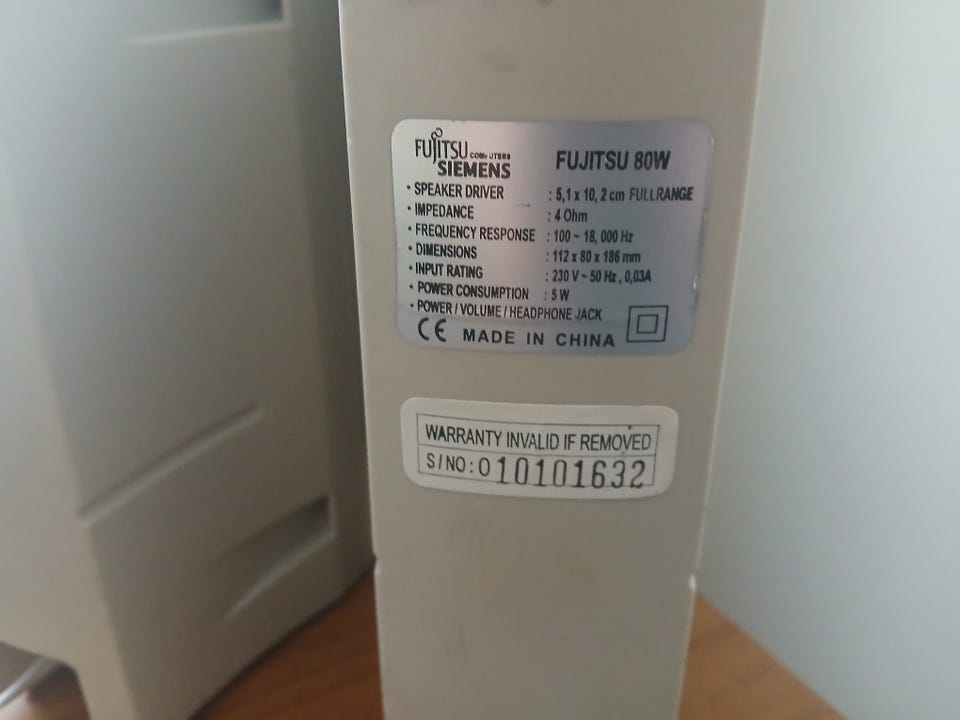 FUJITSU COMPUTERS
SIEMENS
FUJITSU 80W
• SPEAKER DRIVER : 5,1 x 10, 2 cm FULLRANGE
• IMPEDANCE : 4 Ohm
• FREQUENCY RESPONSE : 100 ~ 18, 000 Hz
• DIMENSIONS : 112 x 80 x 186 mm
• INPUT RATING : 230 V ~ 50 Hz , 0,03A
• POWER CONSUMPTION : 5 W
• POWER / VOLUME / HEADPHONE JACK
CE MADE IN CHINA
WARRANTY INVALID IF REMOVED
S/NO: 010101632